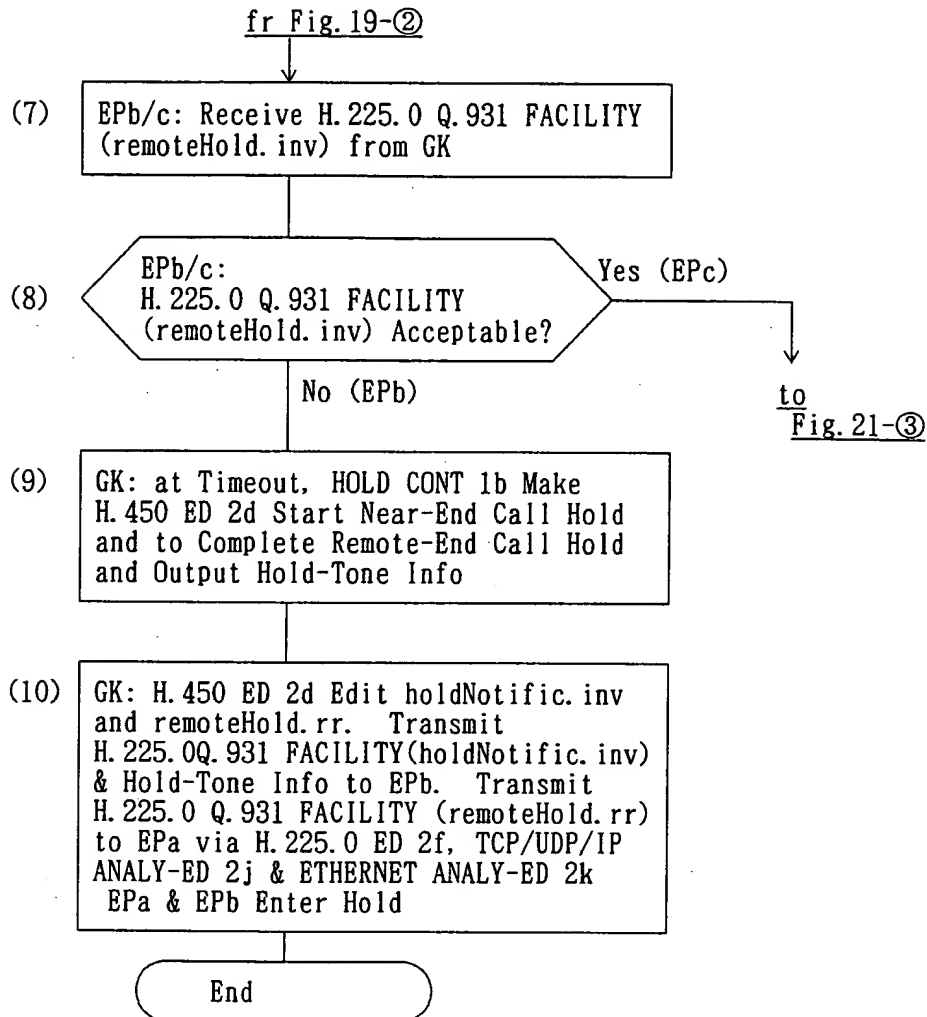 fr Fig. 19-②
(7)
EPb/c: Receive H. 225. 0 Q. 931 FACILITY
(remoteHold. inv) from GK
(8)
EPb/c:
H. 225. 0 Q. 931 FACILITY
(remoteHold. inv) Acceptable?
Yes (EPc)
No (EPb)
to
Fig. 21-③
(9)
GK: at Timeout, HOLD CONT 1b Make
H. 450 ED 2d Start Near-End Call Hold
and to Complete Remote-End Call Hold
and Output Hold-Tone Info
(10)
GK: H. 450 ED 2d Edit holdNotific. inv
and remoteHold. rr. Transmit
H. 225. 0Q. 931 FACILITY(holdNotific. inv)
& Hold-Tone Info to EPb. Transmit
H. 225. 0 Q. 931 FACILITY (remoteHold. rr)
to EPa via H. 225. 0 ED 2f, TCP/UDP/IP
ANALY-ED 2j & ETHERNET ANALY-ED 2k
EPa & EPb Enter Hold
End